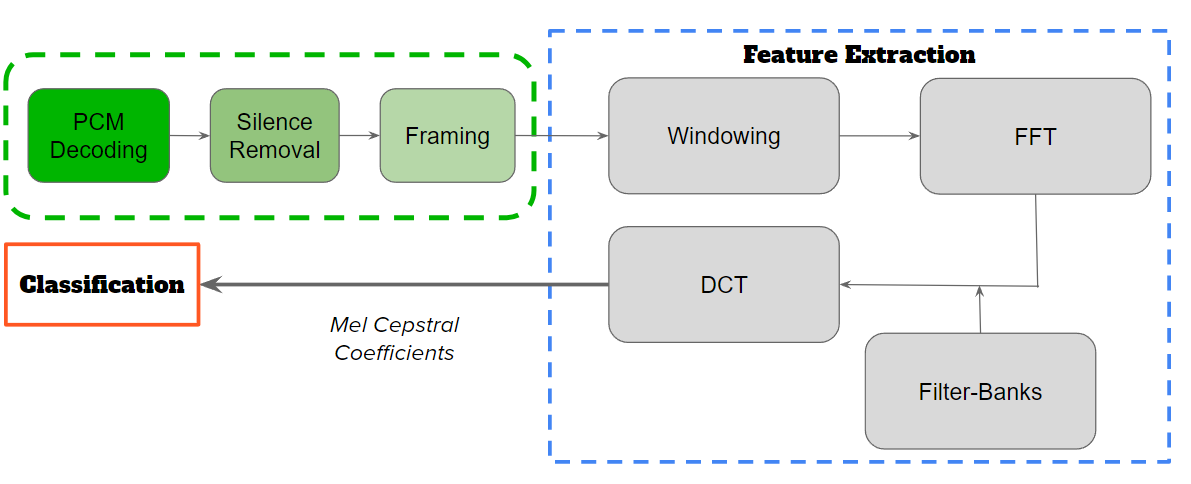 Feature Extraction
PCM
Decoding
Silence
Removal
Framing
Windowing
FFT
Classification
DCT
Mel Cepstral
Coefficients
Filter-Banks